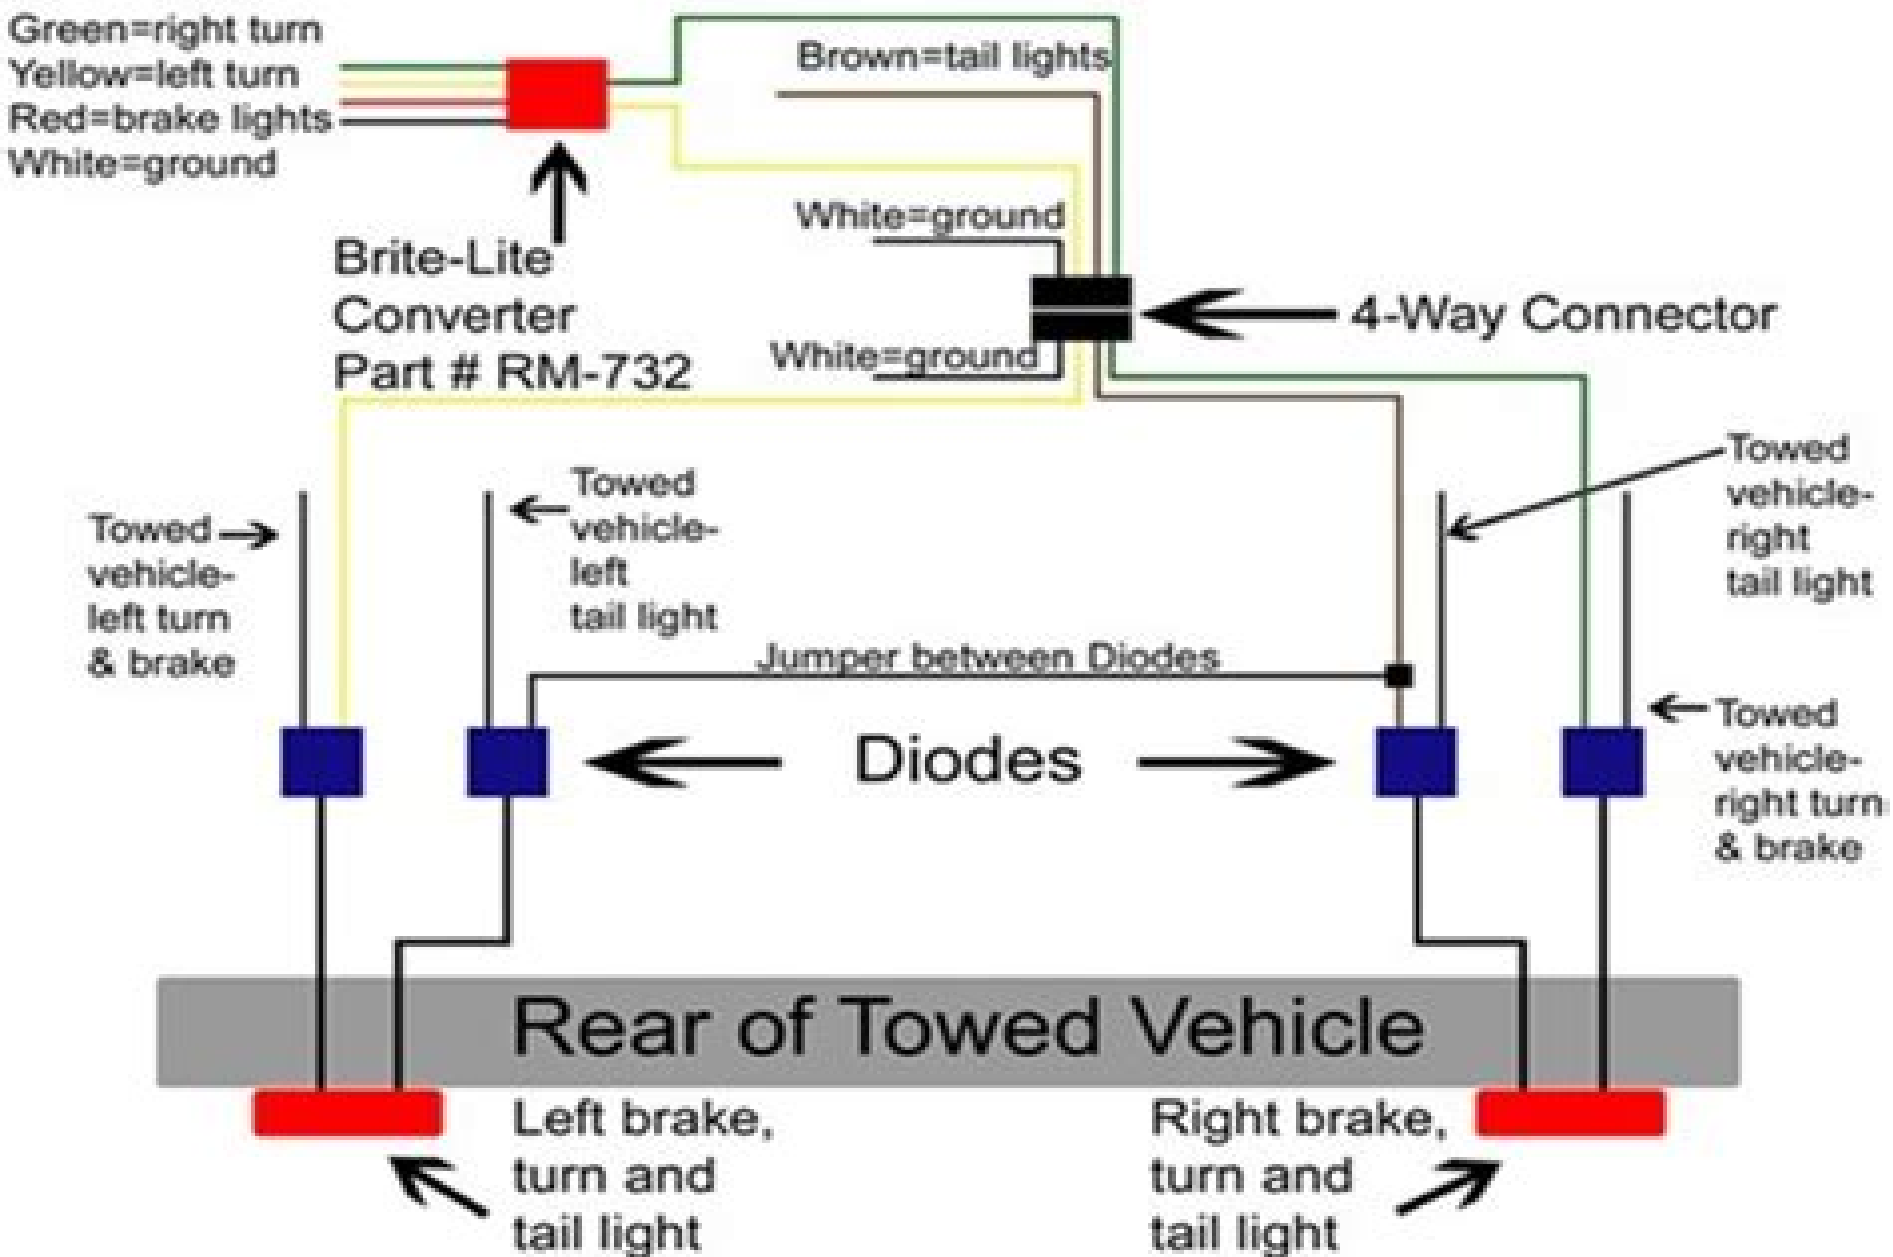 Green=right turn
Yellow=left turn
Red=brake lights
White=ground
Brown=tail lights
White=ground
Brite-Lite
Converter
Part # RM-732
4-Way Connector
White=ground
Towed
vehicle-
left turn
& brake
Towed
vehicle-
left
tail light
Towed
vehicle-
right
tail light
Jumper between Diodes
Diodes
Towed
vehicle-
right turn
& brake
Rear of Towed Vehicle
Left brake,
turn and
tail light
Right brake,
turn and
tail light